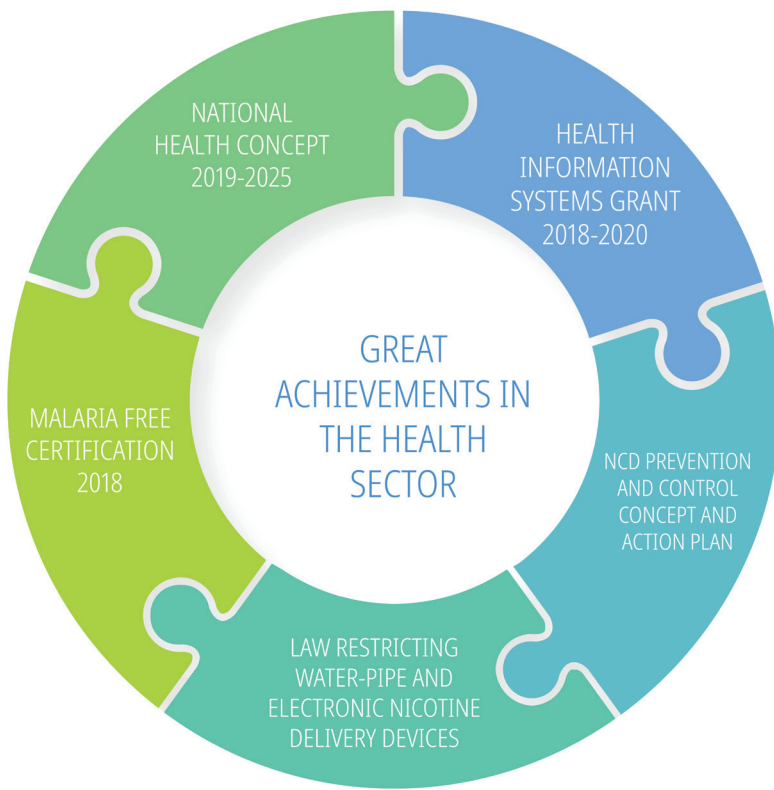 NATIONAL
HEALTH CONCEPT
2019-2025
HEALTH
INFORMATION
SYSTEMS GRANT
2018-2020
GREAT
ACHIEVEMENTS IN
THE HEALTH
SECTOR
MALARIA FREE
CERTIFICATION
2018
NCD PREVENTION
AND CONTROL
CONCEPT AND
ACTION PLAN
LAW RESTRICTING
WATER-PIPE AND
ELECTRONIC NICOTINE
DELIVERY DEVICES